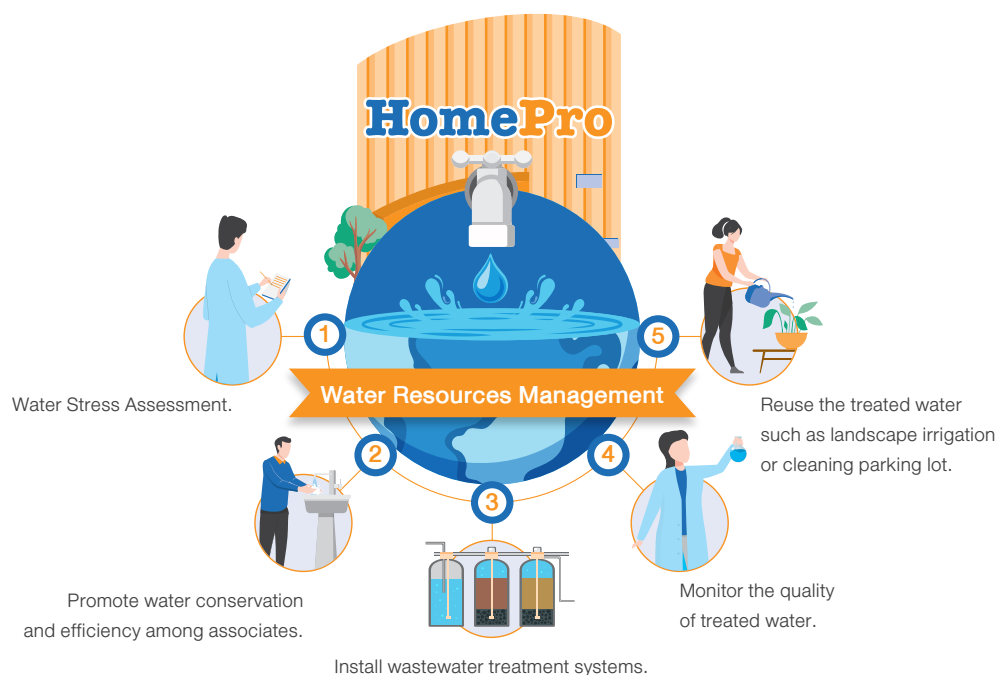 HomePro
Water Resources Management
1
Water Stress Assessment.
2
Promote water conservation
and efficiency among associates.
3
Install wastewater treatment systems.
4
Monitor the quality
of treated water.
5
Reuse the treated water
such as landscape irrigation
or cleaning parking lot.